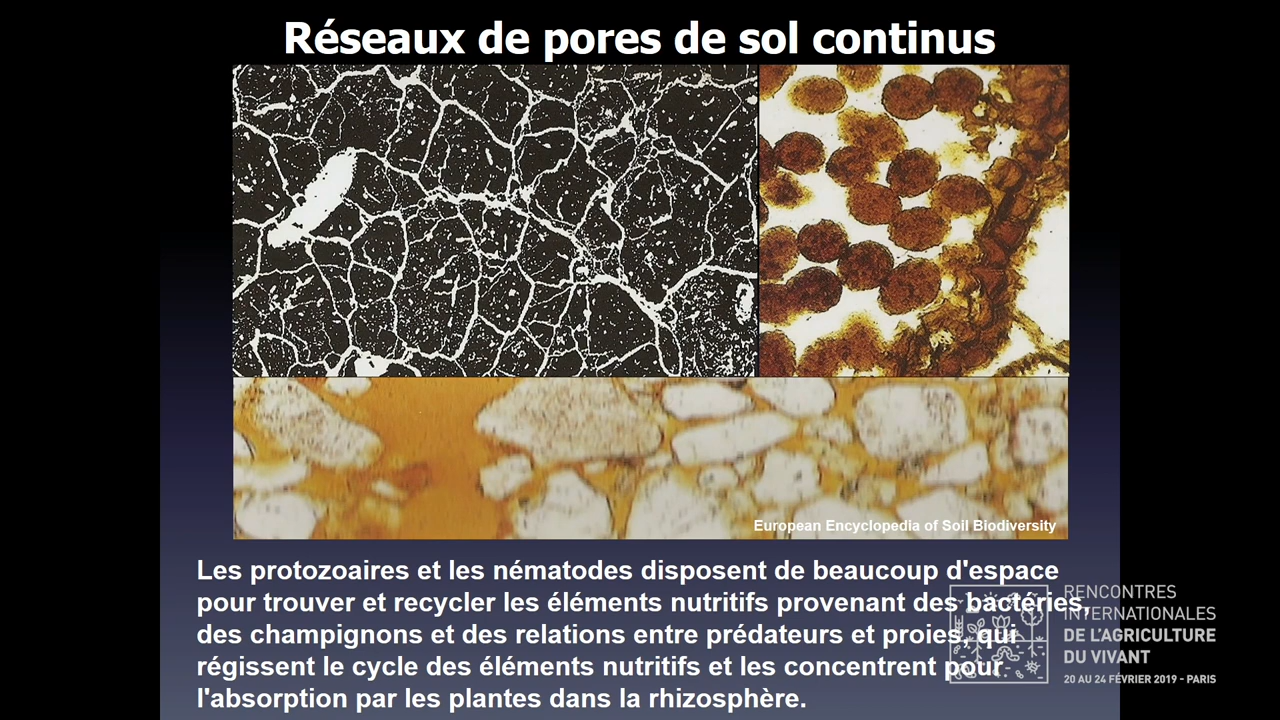 Réseaux de pores de sol continus
European Encyclopedia of Soil Biodiversity
Les protozoaires et les nématodes disposent de beaucoup d'espace
pour trouver et recycler les éléments nutritifs provenant des bactéries,
des champignons et des relations entre prédateurs et proies, qui
régissent le cycle des éléments nutritifs et les concentrent pour
l'absorption par les plantes dans la rhizosphère.
RENCONTRES
INTERNATIONALES
DE L'AGRICULTURE
DU VIVANT
20 AU 24 FÉVRIER 2019 - PARIS